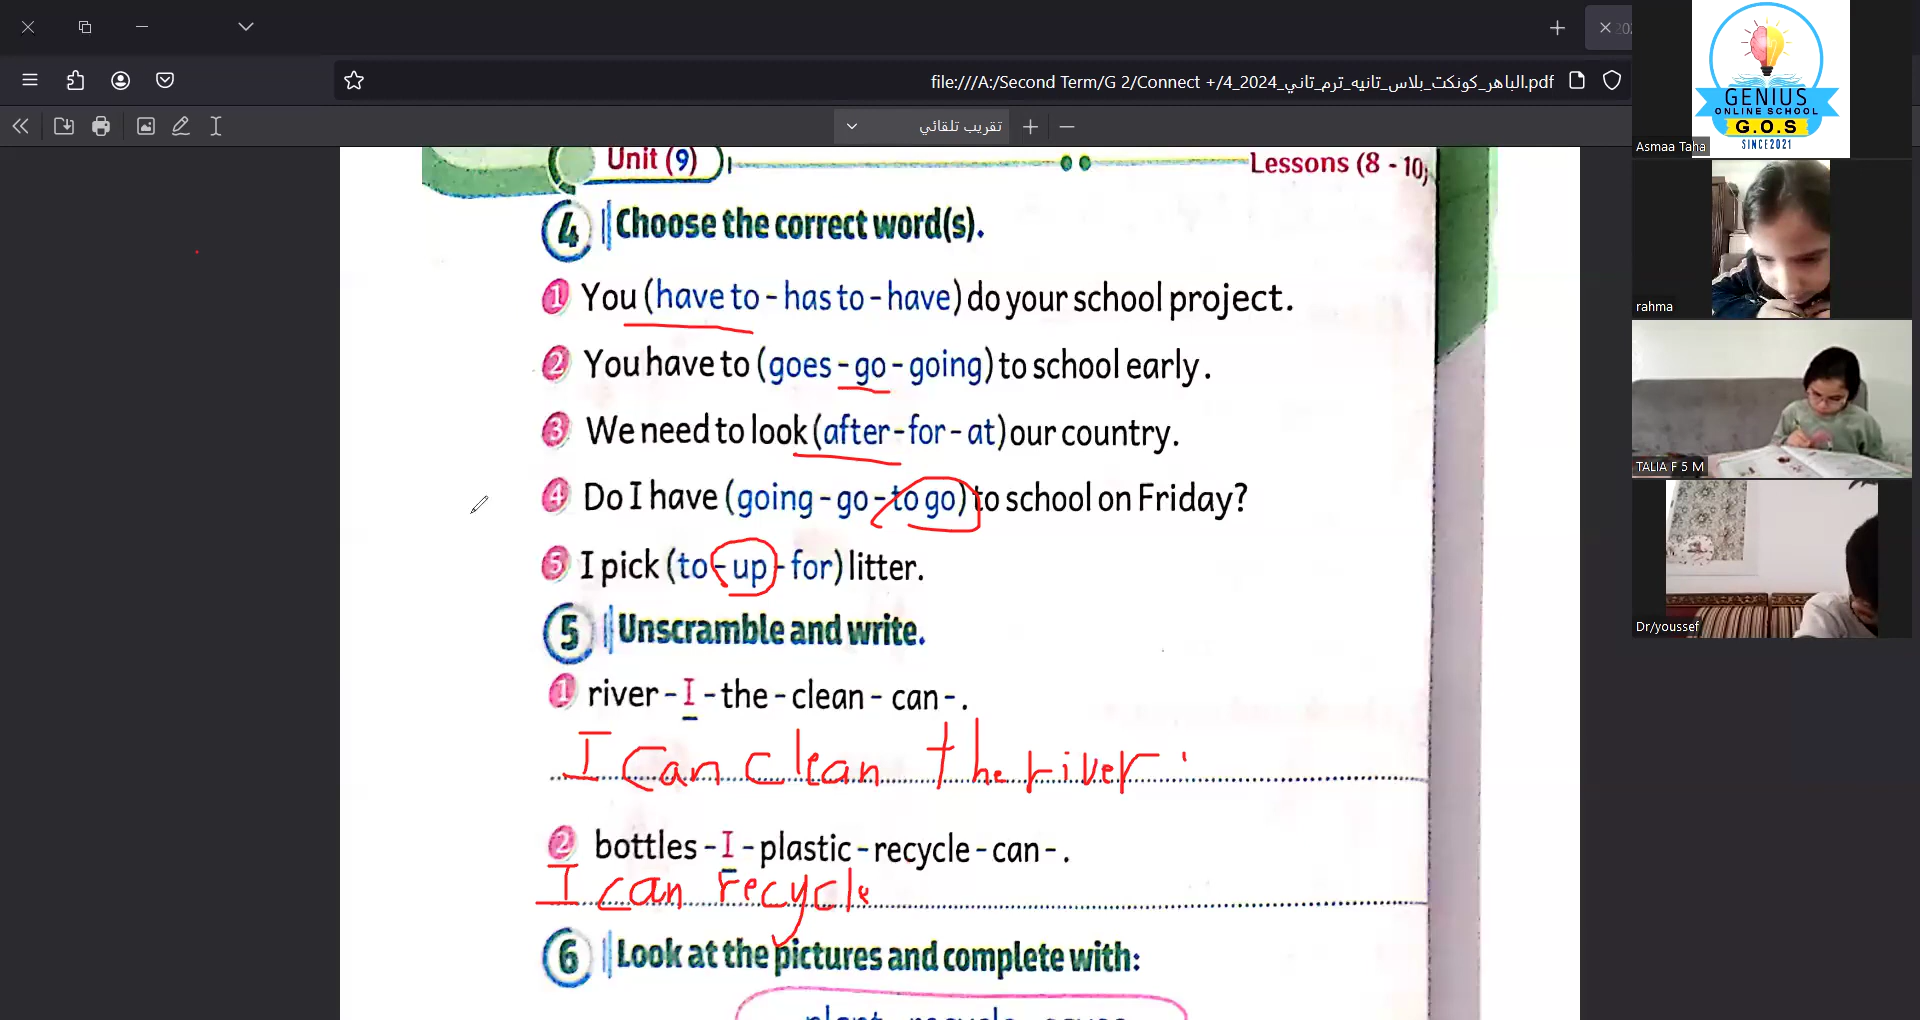 file:///A:/Second Term/G 2/Connect +/4_2024_الباهر_كونكت_بلاس_تانيه_ترم_تاني.pdf
تقريب تلقائي
Unit (9)
Lessons (8 - 10)
4 Choose the correct word(s).
1 You (have to - has to - have) do your school project.
2 You have to (goes - go - going) to school early.
3 We need to look (after - for - at) our country.
4 Do I have (going - go - to go) to school on Friday?
5 I pick (to - up - for) litter.
5 Unscramble and write.
1 river - I - the - clean - can - .
I can clean the river .
2 bottles - I - plastic - recycle - can - .
I can recycle
6 Look at the pictures and complete with:
GENIUS
ONLINE SCHOOL
G.O.S
SINCE2021
Asmaa Taha
rahma
TALIA F 5 M
Dr/youssef